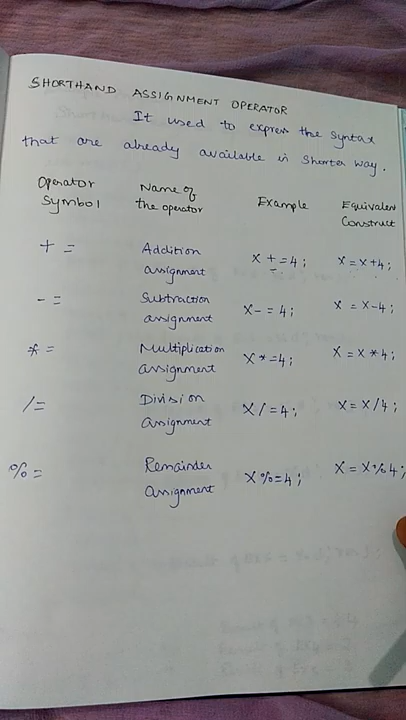 SHORTHAND ASSIGNMENT OPERATOR
It used to express the syntax
that are already available in shorter way.
Operator Symbol Name of the operator Example Equivalent Construct
+ = Addition assignment X + = 4 ; X = X + 4 ;
- = Subtraction assignment X - = 4 ; X = X - 4 ;
* = Multiplication assignment X * = 4 ; X = X * 4 ;
/ = Division assignment X / = 4 ; X = X / 4 ;
% = Remainder assignment X % = 4 ; X = X % 4 ;